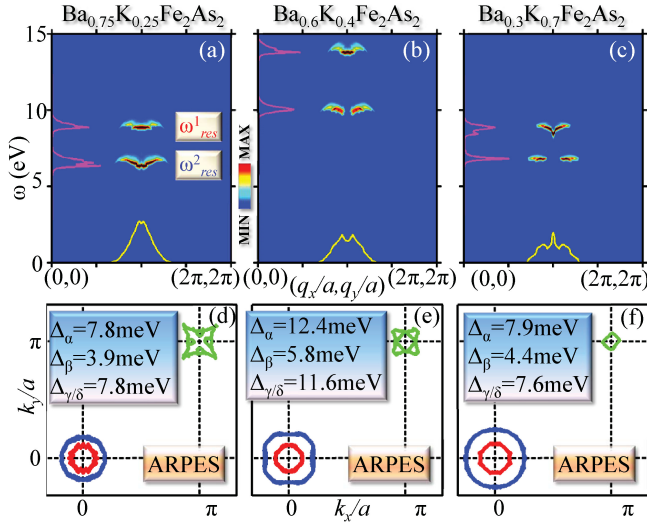 Ba0.75K0.25Fe2As2 Ba0.6K0.4Fe2As2 Ba0.3K0.7Fe2As2
15 (a) (b) (c)
10
5
0
ω (eV)
ω¹res
ω²res
MIN MAX
(0,0) (2π,2π) (0,0) (qx/a,qy/a) (2π,2π) (0,0) (2π,2π)
(d) (e) (f)
Δα=7.8meV Δα=12.4meV Δα=7.9meV
Δβ=3.9meV Δβ=5.8meV Δβ=4.4meV
Δγ/δ=7.8meV Δγ/δ=11.6meV Δγ/δ=7.6meV
π
ky/a
0
ARPES ARPES ARPES
0 π 0 kx/a π 0 π